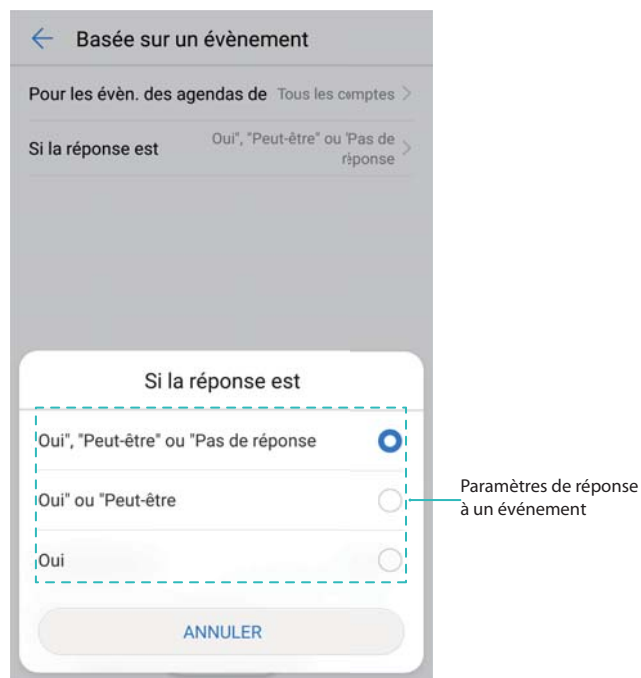 Basée sur un évènement
Pour les évèn. des agendas de Tous les comptes
Si la réponse est
Oui", "Peut-être" ou "Pas de
réponse
Si la réponse est
Oui", "Peut-être" ou "Pas de réponse
Oui" ou "Peut-être
Oui
ANNULER
Paramètres de réponse
à un événement